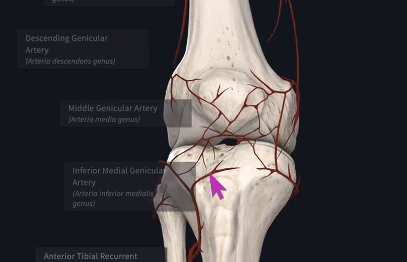 genus)
Descending Genicular
Artery
(Arteria descendens genus)
Middle Genicular Artery
(Arteria media genus)
Inferior Medial Genicular
Artery
(Arteria inferior medialis
genus)
Anterior Tibial Recurrent